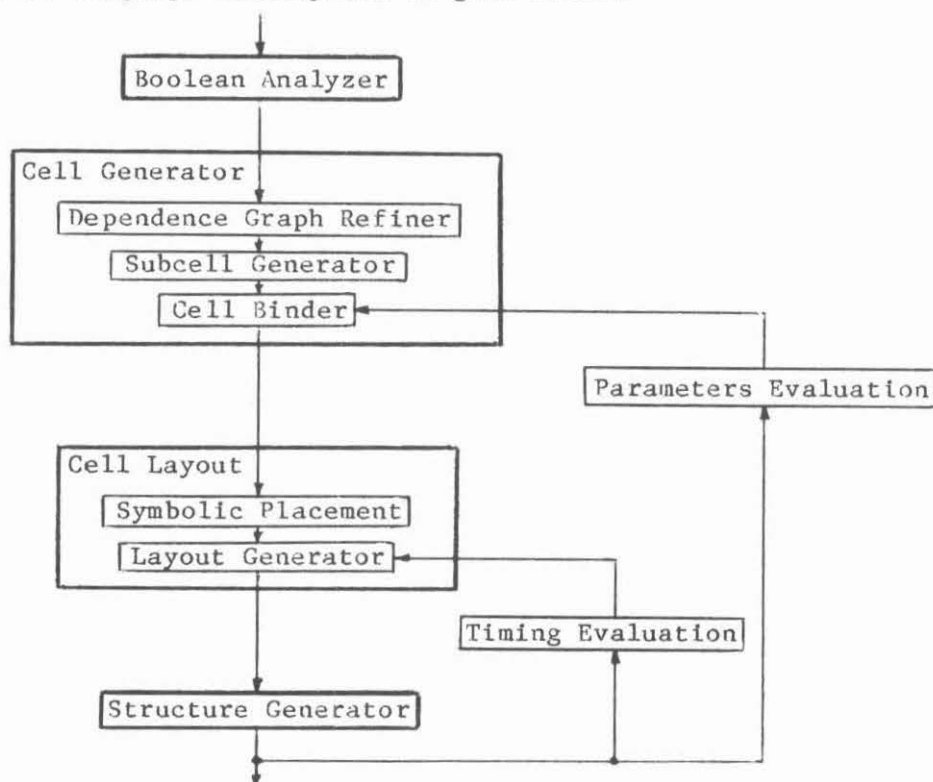 Boolean Analyzer
Cell Generator
Dependence Graph Refiner
Subcell Generator
Cell Binder
Parameters Evaluation
Cell Layout
Symbolic Placement
Layout Generator
Timing Evaluation
Structure Generator